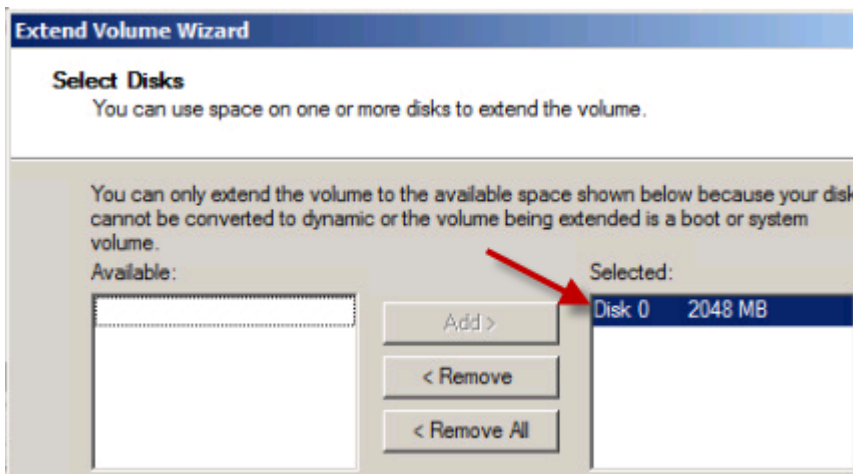 Extend Volume Wizard
Select Disks
You can use space on one or more disks to extend the volume.
You can only extend the volume to the available space shown below because your disk
cannot be converted to dynamic or the volume being extended is a boot or system
volume.
Available:
Selected:
Add >
Disk 0 2048 MB
< Remove
< Remove All